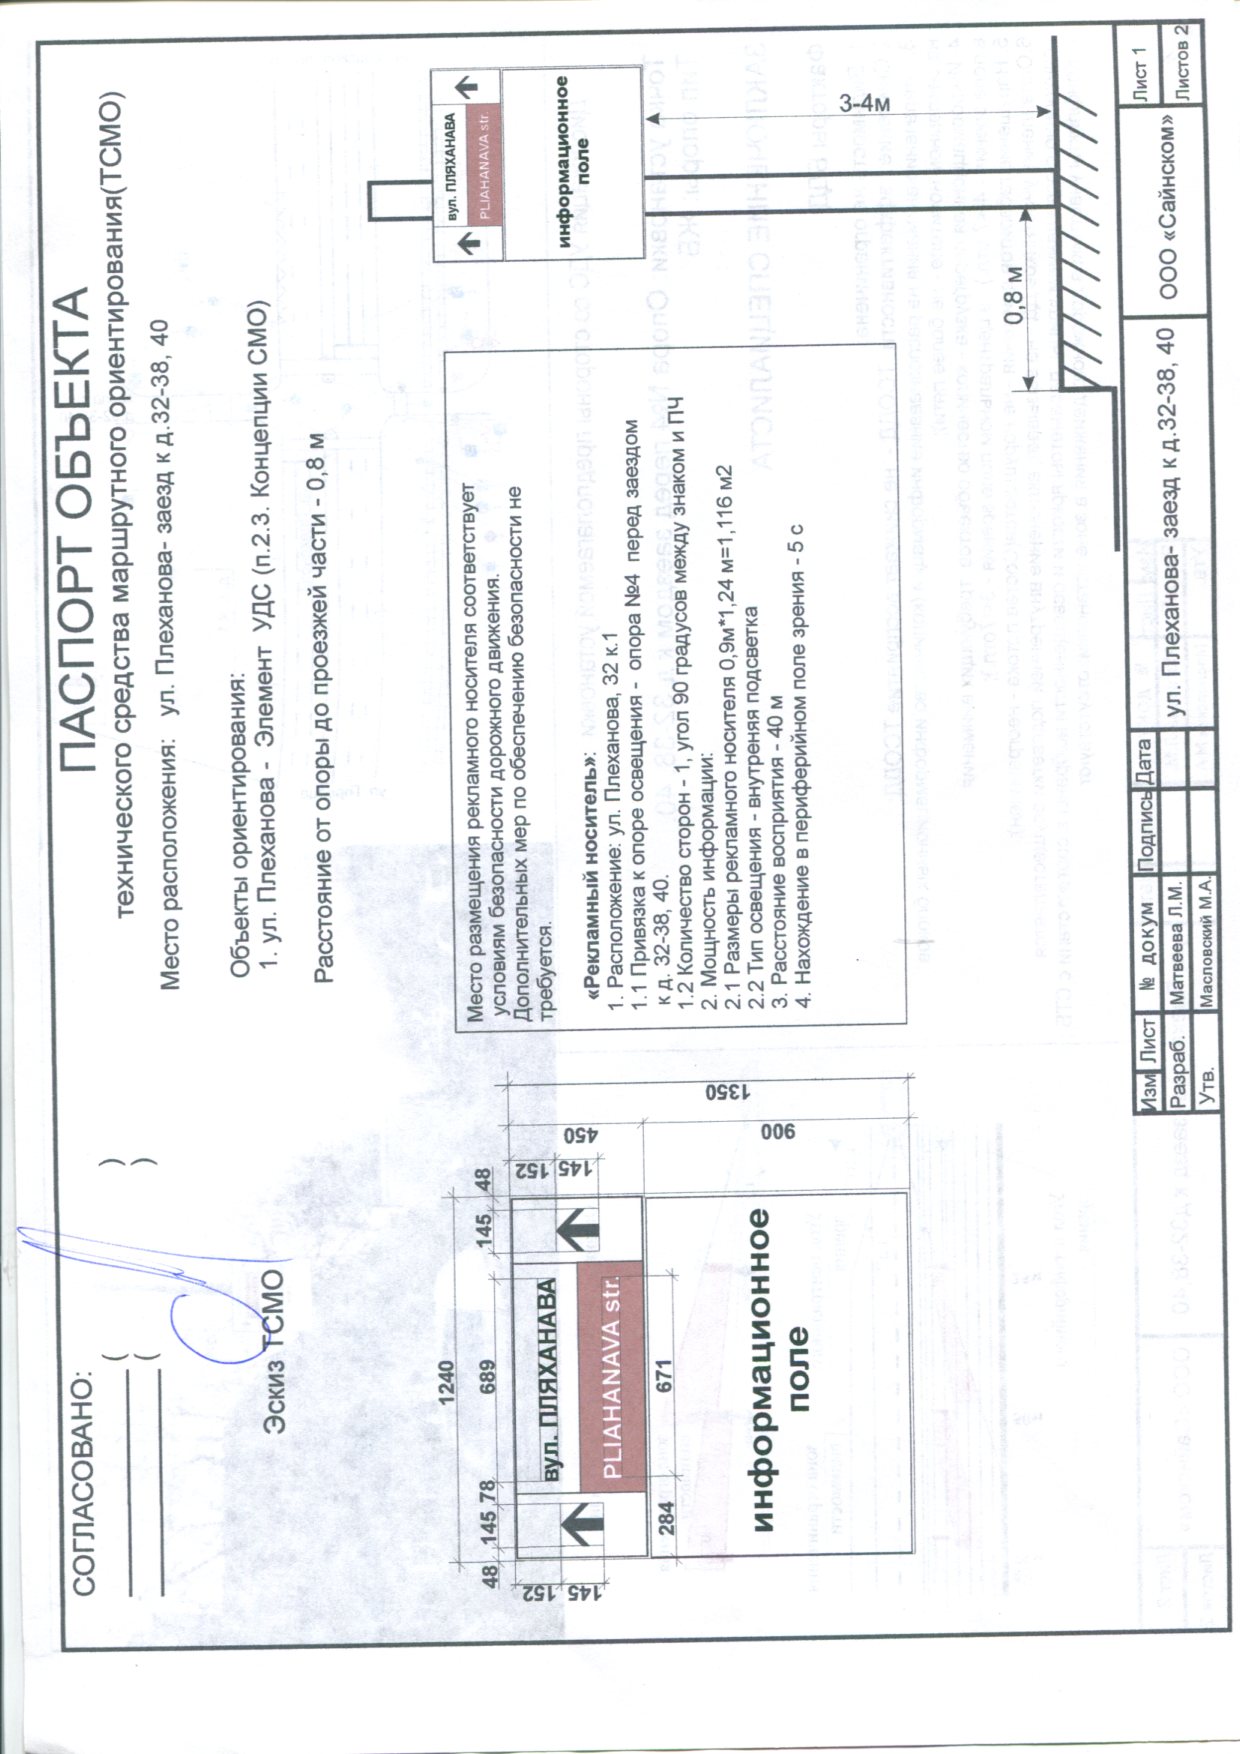 СОГЛАСОВАНО:
( )
( )
ПАСПОРТ ОБЪЕКТА
технического средства маршрутного ориентирования(ТСМО)
Место расположения: ул. Плеханова- заезд к д.32-38, 40
Объекты ориентирования:
1. ул. Плеханова - Элемент УДС (п.2.3. Концепции СМО)
Расстояние от опоры до проезжей части - 0,8 м
Эскиз ТСМО
1240
48 145 78 689 145 48
152 145
вул. ПЛЯХАНАВА
PLIAHANAVA str.
152 145
450
900
1350
284 671
информационное
поле
Место размещения рекламного носителя соответствует
условиям безопасности дорожного движения.
Дополнительных мер по обеспечению безопасности не
требуется.
«Рекламный носитель»:
1. Расположение: ул. Плеханова, 32 к.1
1.1 Привязка к опоре освещения - опора №4 перед заездом
к д. 32-38, 40.
1.2 Количество сторон - 1, угол 90 градусов между знаком и ПЧ
2. Мощность информации:
2.1 Размеры рекламного носителя 0,9м*1,24 м=1,116 м2
2.2 Тип освещения - внутреняя подсветка
3. Расстояние восприятия - 40 м
4. Нахождение в периферийном поле зрения - 5 с
вул. ПЛЯХАНАВА
PLIAHANAVA str.
информационное
поле
3-4м
0,8 м
Изм Лист № докум Подпись Дата
Разраб. Матвеева Л.М.
Утв. Масловский М.А.
ул. Плеханова- заезд к д.32-38, 40
ООО «Сайнском»
Лист 1
Листов 2